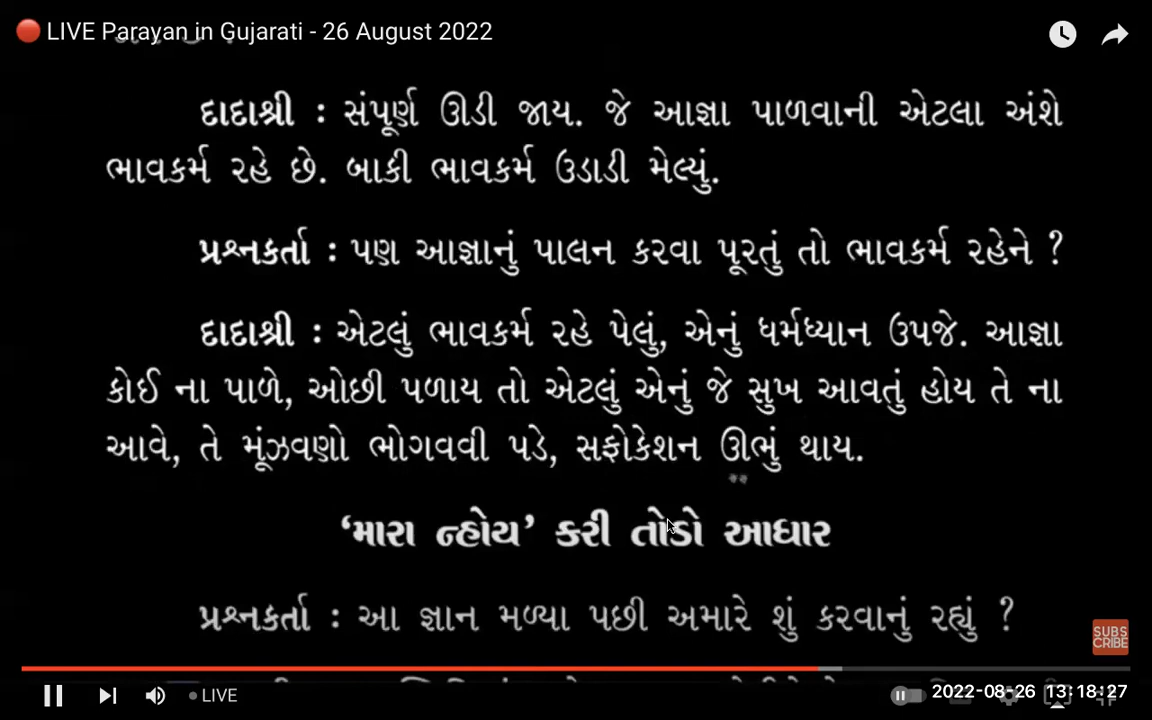 🔴 LIVE Parayan in Gujarati - 26 August 2022
દાદાશ્રી : સંપૂર્ણ ઊડી જાય. જે આજ્ઞા પાળવાની એટલા અંશે
ભાવકર્મ રહે છે. બાકી ભાવકર્મ ઉડાડી મેલ્યું.
પ્રશ્નકર્તા : પણ આજ્ઞાનું પાલન કરવા પૂરતું તો ભાવકર્મ રહેને ?
દાદાશ્રી : એટલું ભાવકર્મ રહે પેલું, એનું ધર્મધ્યાન ઉપજે. આજ્ઞા
કોઈ ના પાળે, ઓછી પળાય તો એટલું એનું જે સુખ આવતું હોય તે ના
આવે, તે મૂંઝવણો ભોગવવી પડે, સફોકેશન ઊભું થાય.
‘મારા ન્હોય’ કરી તોડો આધાર
પ્રશ્નકર્તા : આ જ્ઞાન મળ્યા પછી અમારે શું કરવાનું રહ્યું ?
SUBS
CRIBE
LIVE
2022-08-26 13:18:27